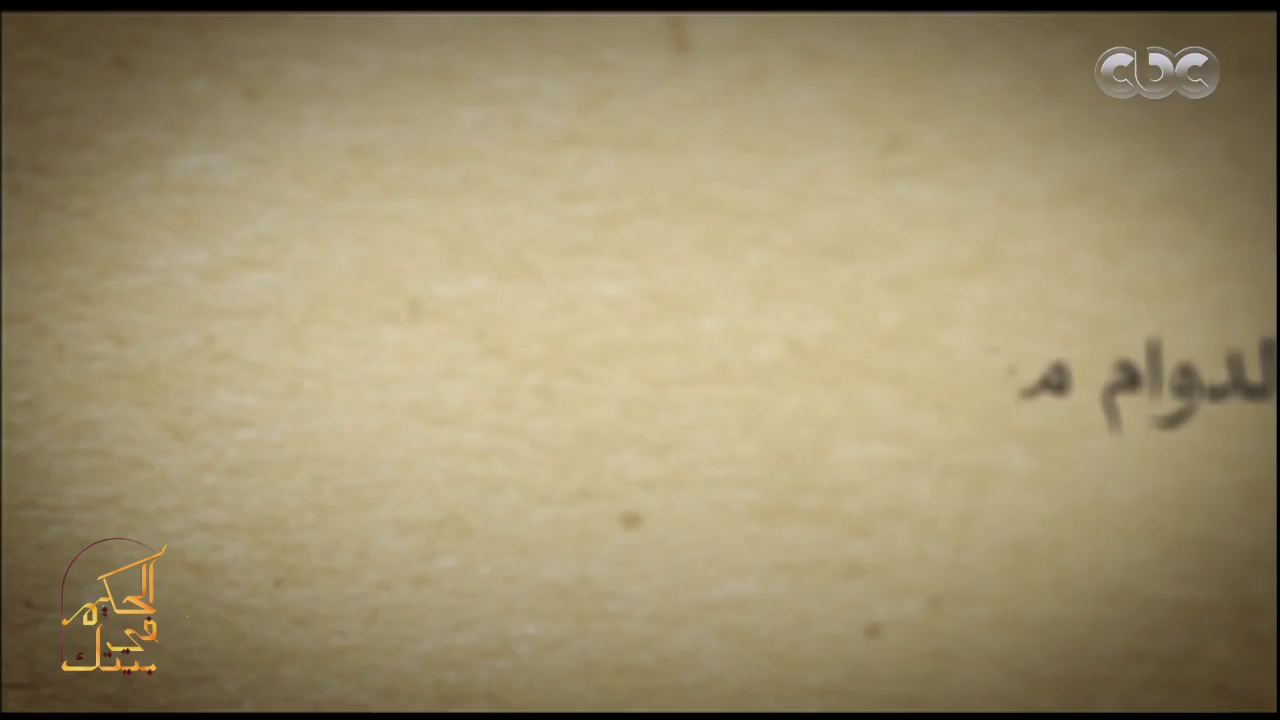 cbc
الدوام م
الحكيم
في
بيتك